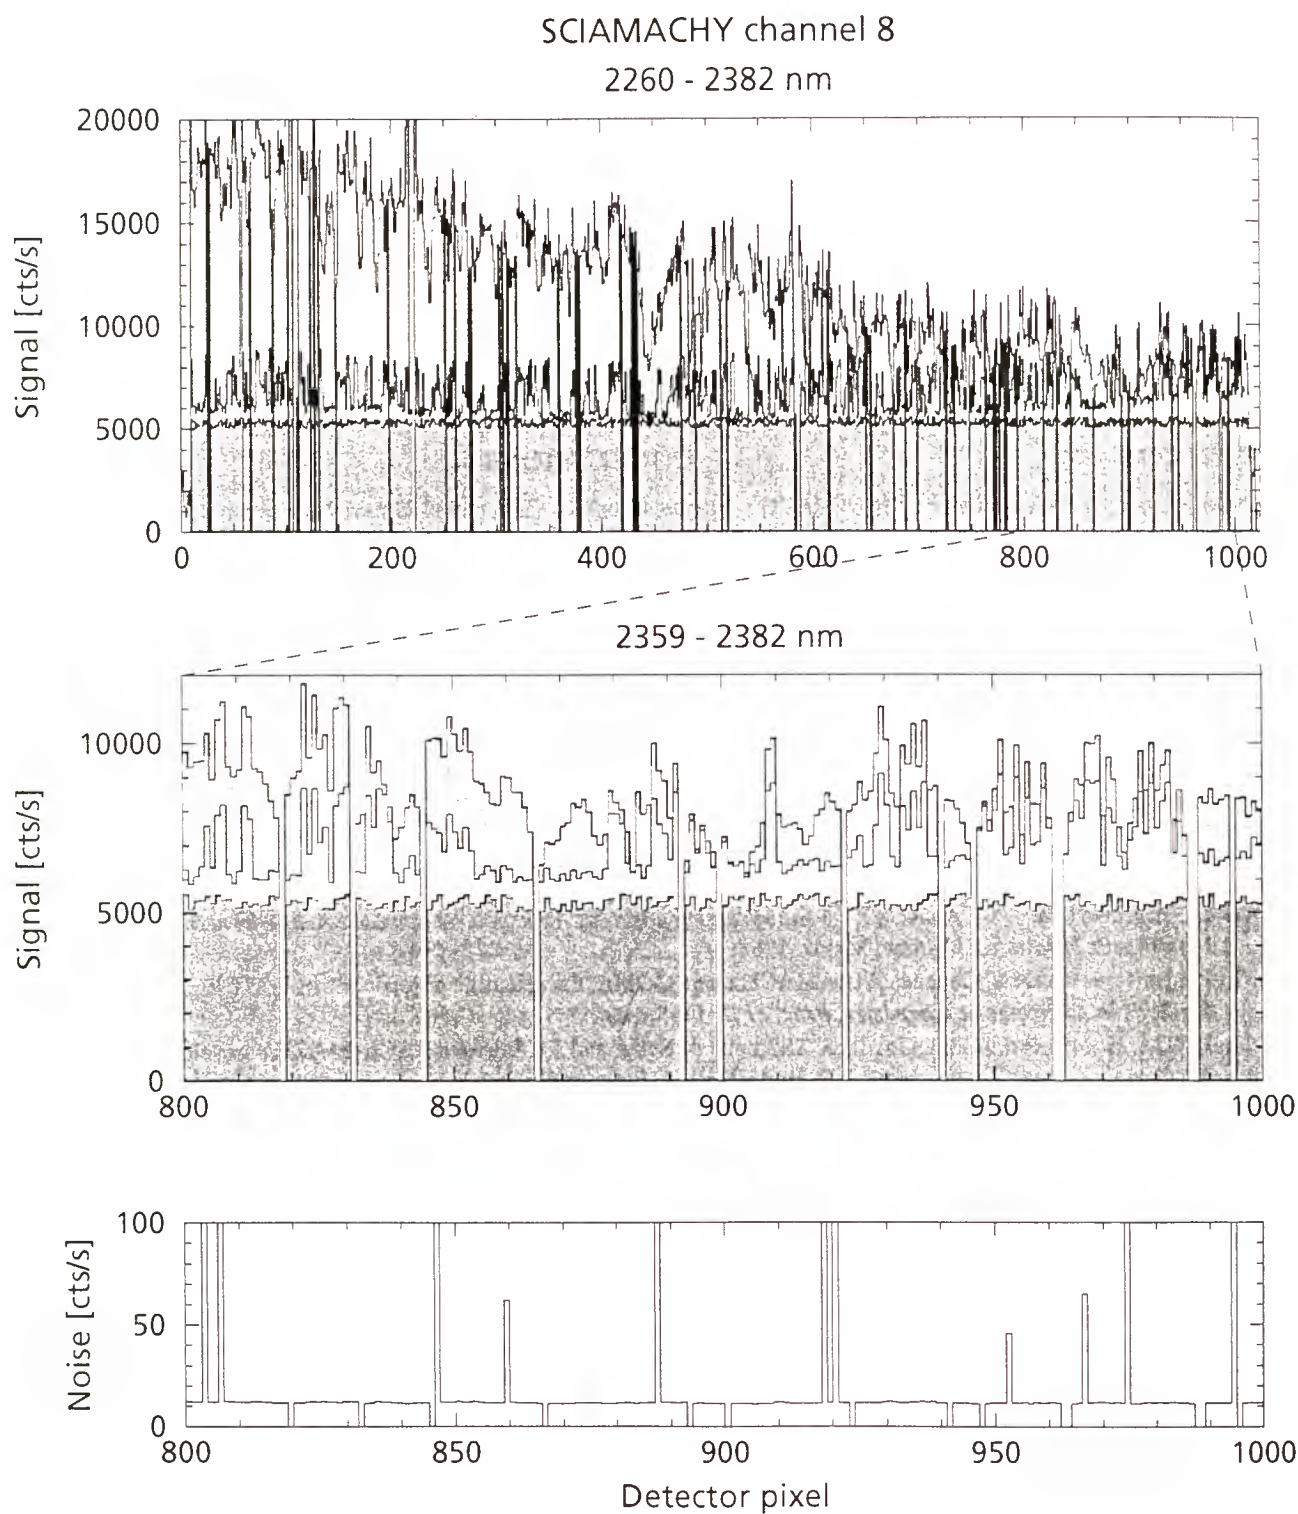 SCIAMACHY channel 8
2260 - 2382 nm
20000
15000
10000
5000
0
Signal [cts/s]
0 200 400 600 800 1000
2359 - 2382 nm
10000
5000
0
Signal [cts/s]
800 850 900 950 1000
100
50
0
Noise [cts/s]
800 850 900 950 1000
Detector pixel